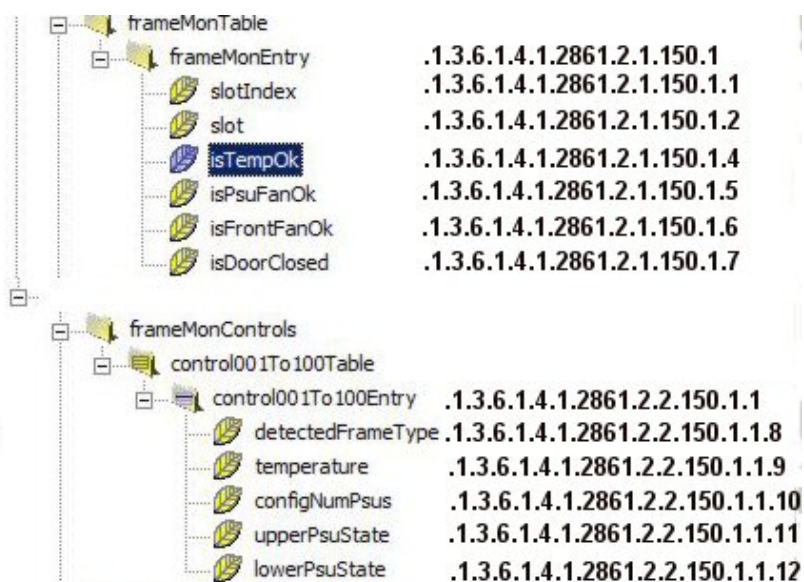 frameMonTable
frameMonEntry .1.3.6.1.4.1.2861.2.1.150.1
slotIndex .1.3.6.1.4.1.2861.2.1.150.1.1
slot .1.3.6.1.4.1.2861.2.1.150.1.2
isTempOk .1.3.6.1.4.1.2861.2.1.150.1.4
isPsuFanOk .1.3.6.1.4.1.2861.2.1.150.1.5
isFrontFanOk .1.3.6.1.4.1.2861.2.1.150.1.6
isDoorClosed .1.3.6.1.4.1.2861.2.1.150.1.7
frameMonControls
control001To100Table
control001To100Entry .1.3.6.1.4.1.2861.2.2.150.1.1
detectedFrameType .1.3.6.1.4.1.2861.2.2.150.1.1.8
temperature .1.3.6.1.4.1.2861.2.2.150.1.1.9
configNumPsus .1.3.6.1.4.1.2861.2.2.150.1.1.10
upperPsuState .1.3.6.1.4.1.2861.2.2.150.1.1.11
lowerPsuState .1.3.6.1.4.1.2861.2.2.150.1.1.12